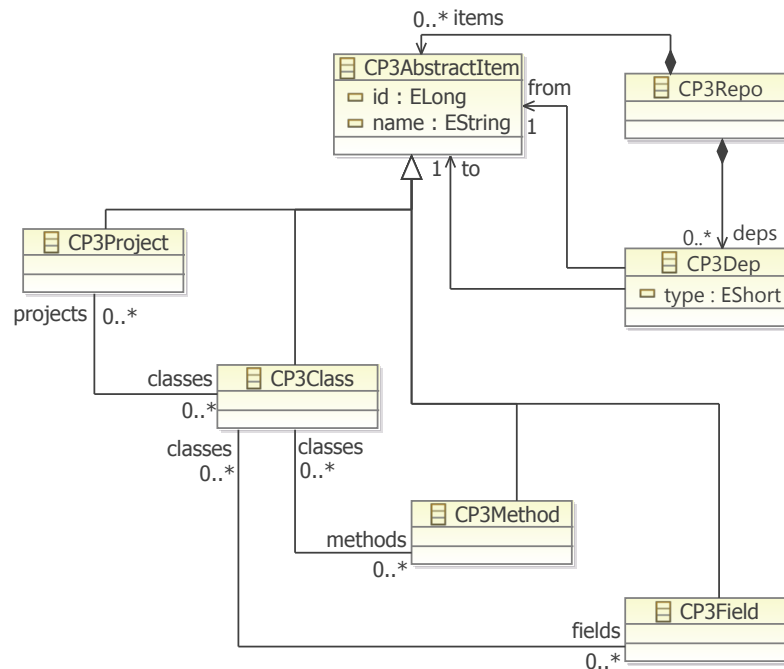 0..* items
CP3AbstractItem
id : ELong
name : EString
from
1
CP3Repo
1 to
CP3Project
0..* deps
CP3Dep
type : EShort
projects 0..*
classes
0..*
CP3Class
classes
0..*
classes
0..*
CP3Method
methods
0..*
CP3Field
fields
0..*